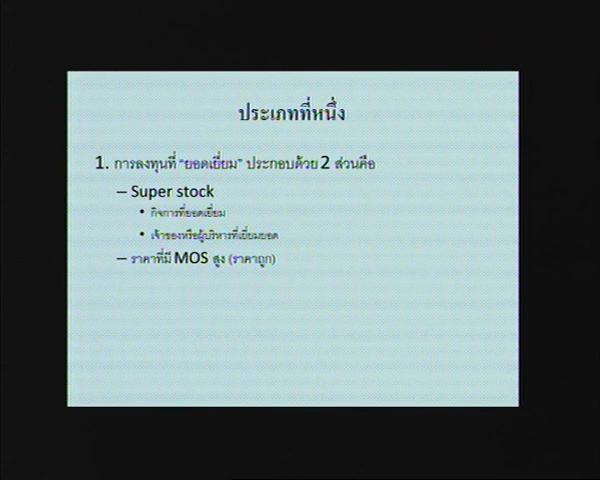 ประเภทที่หนึ่ง
1. การลงทุนที่ "ยอดเยี่ยม" ประกอบด้วย 2 ส่วนคือ
– Super stock
• กิจการที่ยอดเยี่ยม
• เจ้าของหรือผู้บริหารที่เยี่ยมยอด
– ราคาที่มี MOS สูง (ราคาถูก)